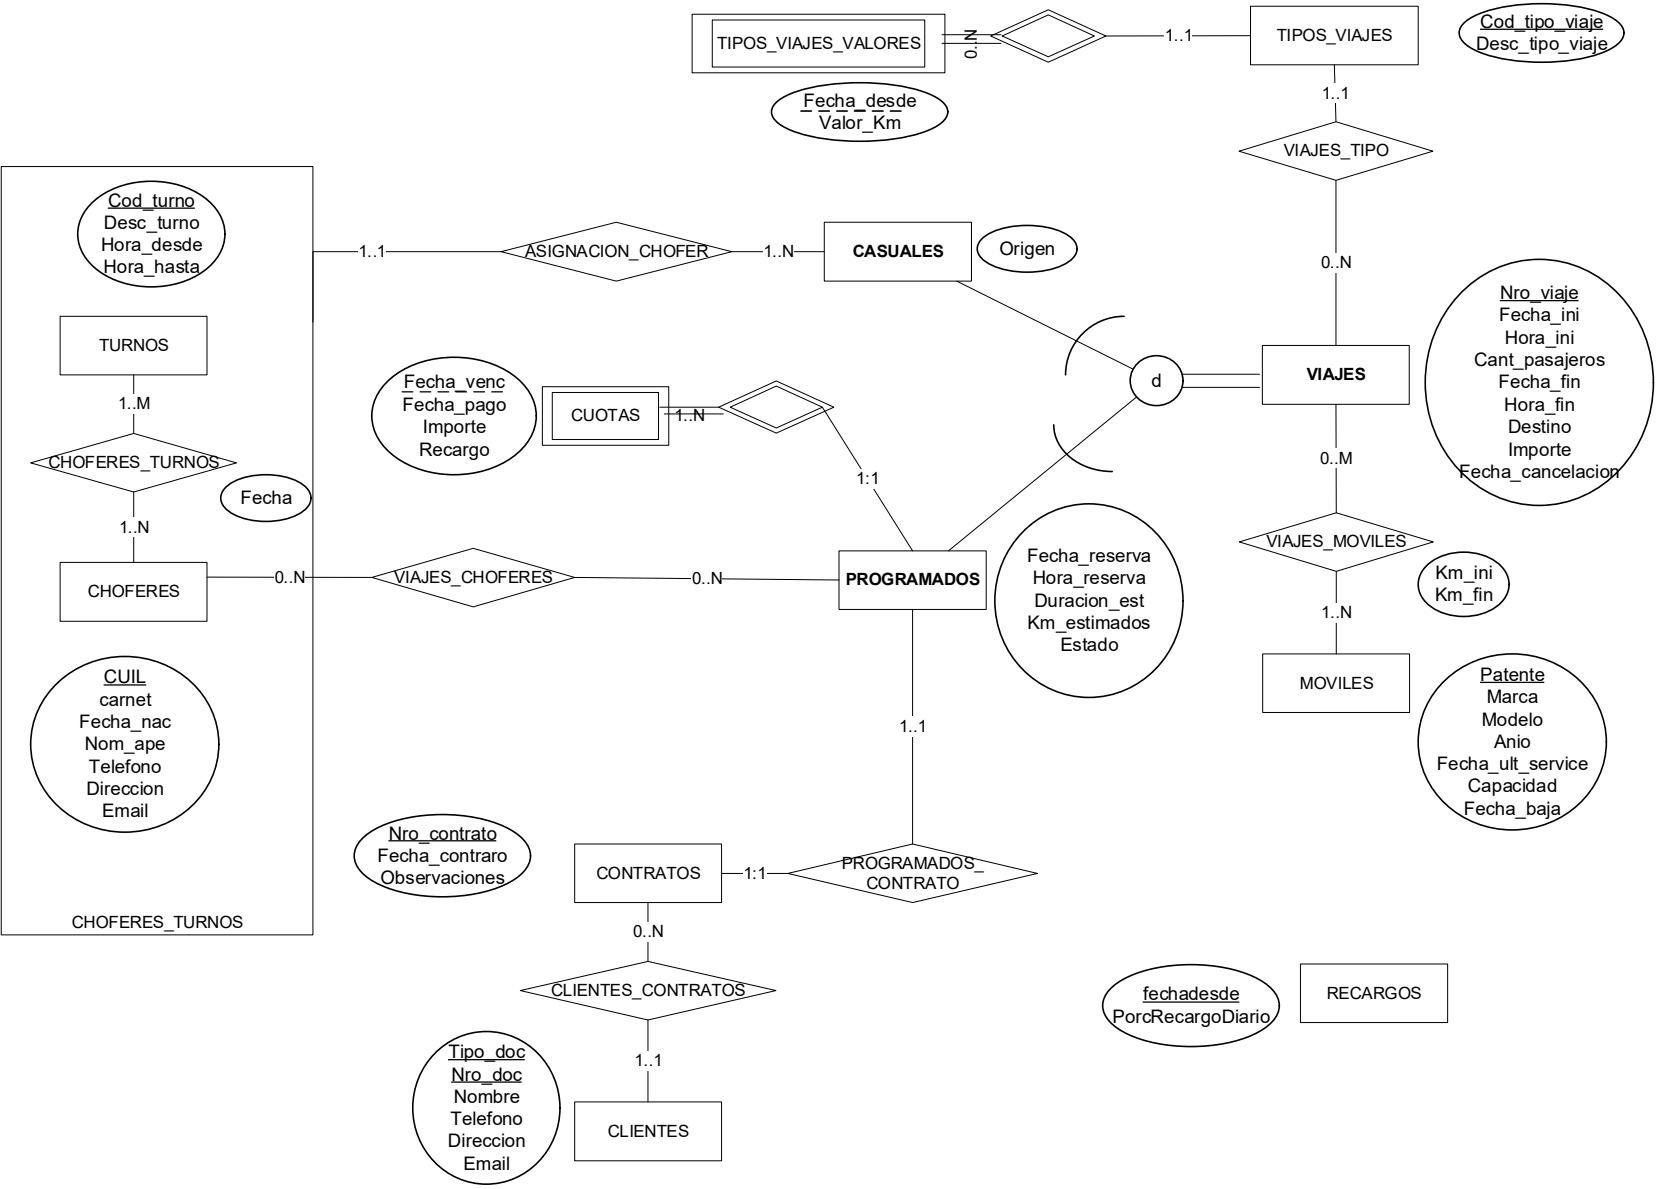 TIPOS_VIAJES_VALORES
0..N
1..1
TIPOS_VIAJES
Cod_tipo_viaje
Desc_tipo_viaje
Fecha_desde
Valor_Km
1..1
VIAJES_TIPO
0..N
Cod_turno
Desc_turno
Hora_desde
Hora_hasta
1..1
ASIGNACION_CHOFER
1..N
CASUALES
Origen
TURNOS
1..M
CHOFERES_TURNOS
Fecha
1..N
CHOFERES
Fecha_venc
Fecha_pago
Importe
Recargo
CUOTAS
1..N
1:1
d
VIAJES
Nro_viaje
Fecha_ini
Hora_ini
Cant_pasajeros
Fecha_fin
Hora_fin
Destino
Importe
Fecha_cancelacion
0..M
VIAJES_MOVILES
Km_ini
Km_fin
1..N
MOVILES
Patente
Marca
Modelo
Anio
Fecha_ult_service
Capacidad
Fecha_baja
0..N
VIAJES_CHOFERES
0..N
PROGRAMADOS
Fecha_reserva
Hora_reserva
Duracion_est
Km_estimados
Estado
CUIL
carnet
Fecha_nac
Nom_ape
Telefono
Direccion
Email
CHOFERES_TURNOS
1..1
Nro_contrato
Fecha_contraro
Observaciones
CONTRATOS
1:1
PROGRAMADOS_
CONTRATO
0..N
CLIENTES_CONTRATOS
1..1
Tipo_doc
Nro_doc
Nombre
Telefono
Direccion
Email
CLIENTES
fechadesde
PorcRecargoDiario
RECARGOS